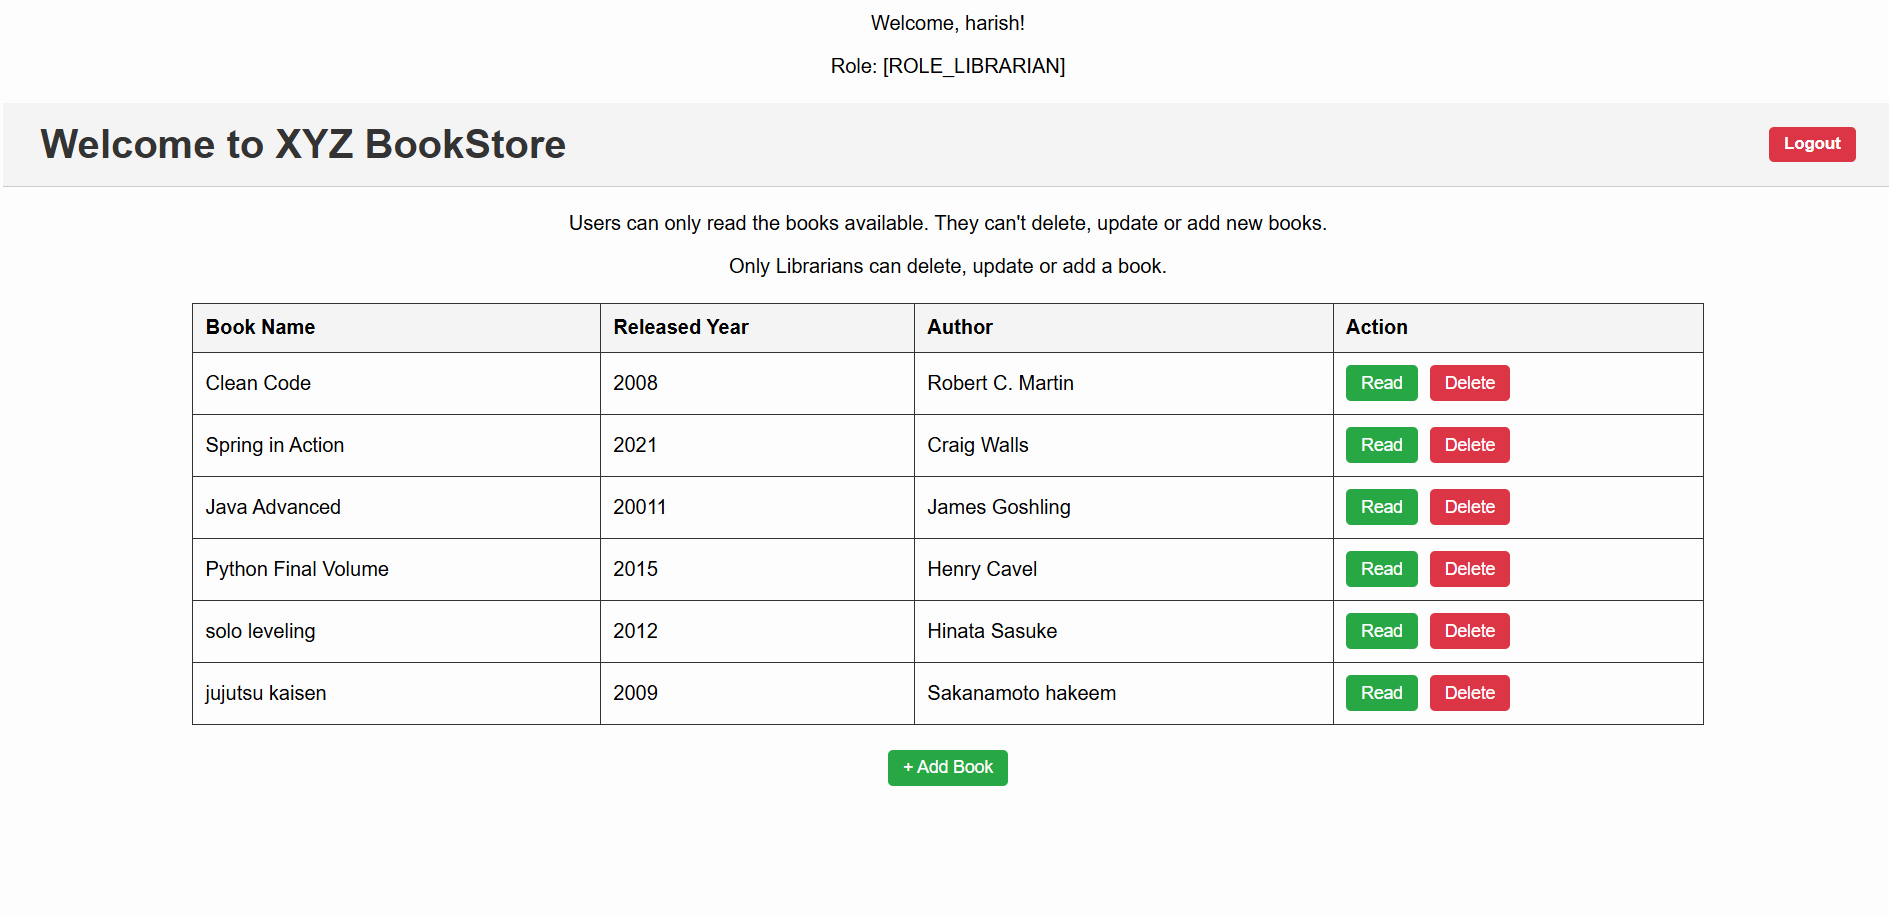 Welcome, harish!
Role: [ROLE_LIBRARIAN]
Welcome to XYZ BookStore
Logout
Users can only read the books available. They can't delete, update or add new books.
Only Librarians can delete, update or add a book.
Book Name Released Year Author Action
Clean Code 2008 Robert C. Martin Read Delete
Spring in Action 2021 Craig Walls Read Delete
Java Advanced 20011 James Goshling Read Delete
Python Final Volume 2015 Henry Cavel Read Delete
solo leveling 2012 Hinata Sasuke Read Delete
jujutsu kaisen 2009 Sakanamoto hakeem Read Delete
+ Add Book